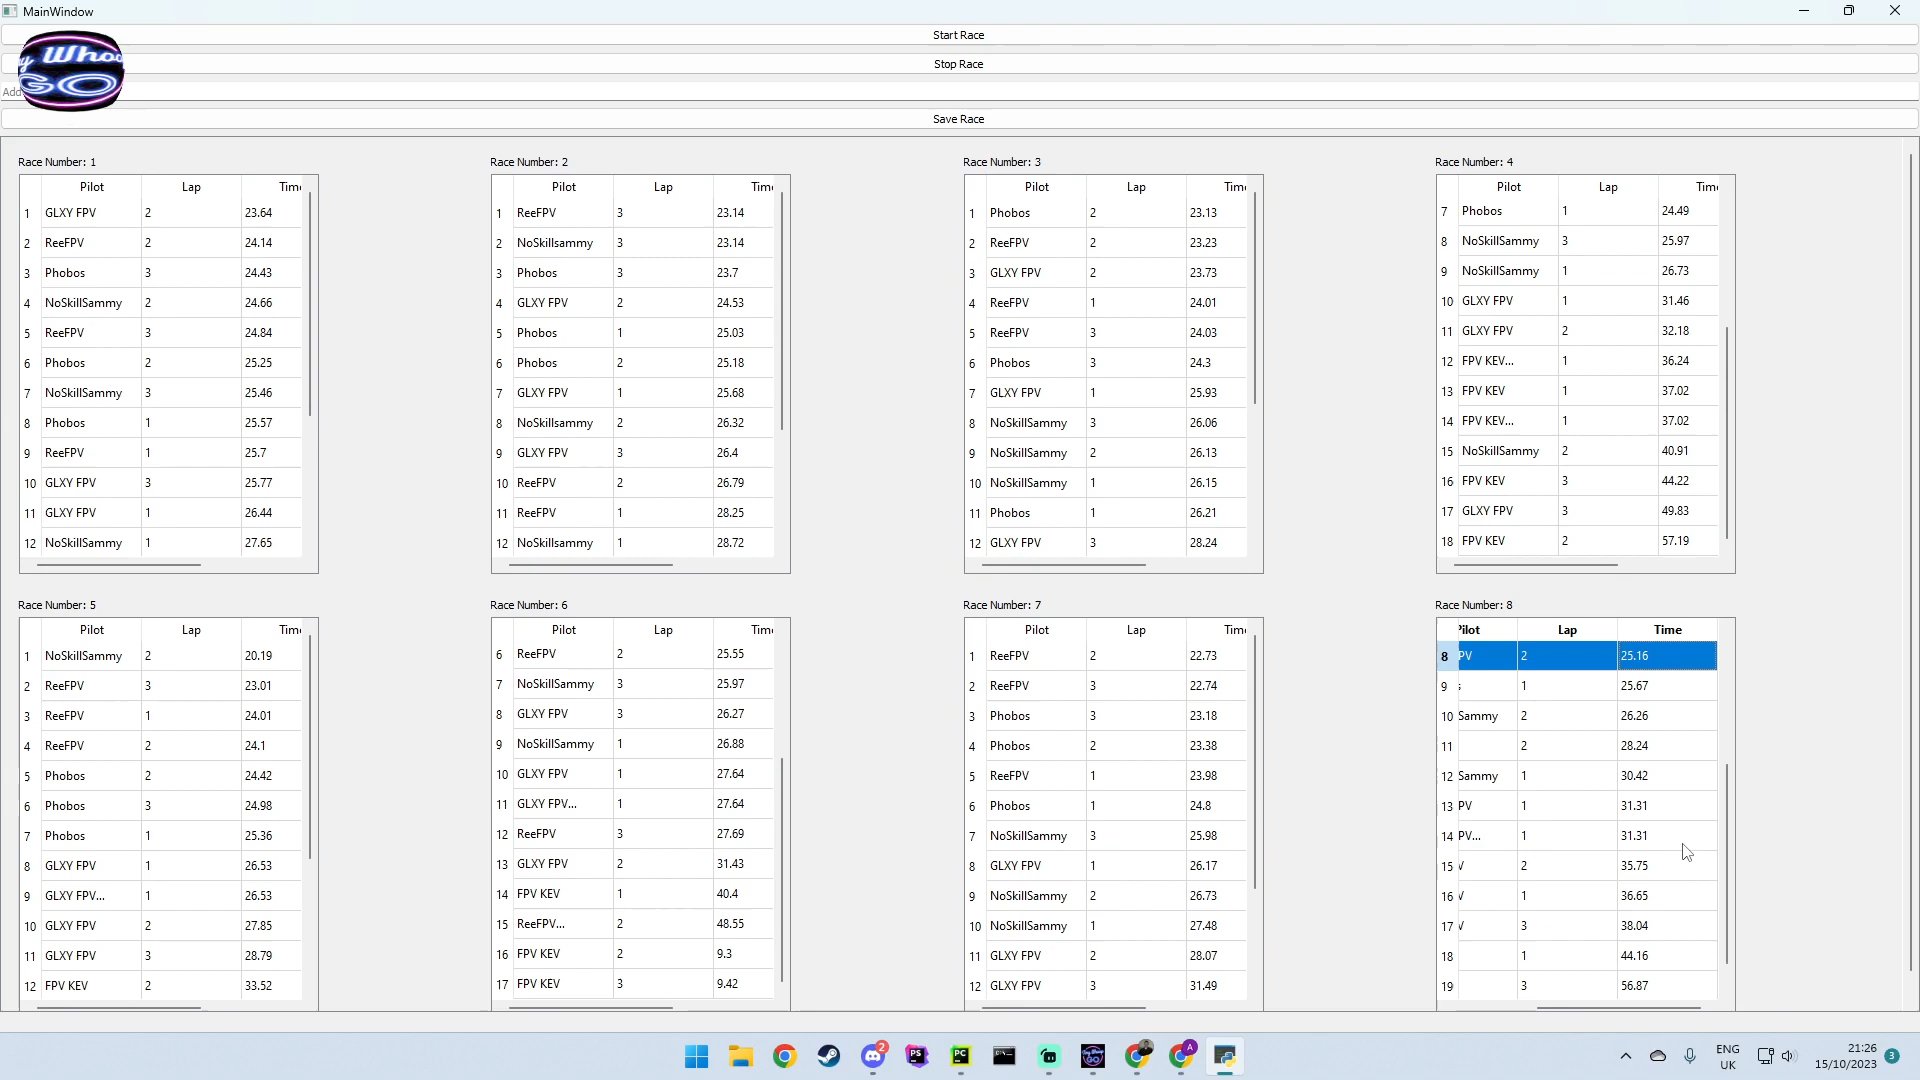 MainWindow
Start Race
Whoo
GO
Stop Race
Add
Save Race
Race Number: 1
Pilot Lap Time
1 GLXY FPV 2 23.64
2 ReeFPV 2 24.14
3 Phobos 3 24.43
4 NoSkillSammy 2 24.66
5 ReeFPV 3 24.84
6 Phobos 2 25.25
7 NoSkillSammy 3 25.46
8 Phobos 1 25.57
9 ReeFPV 1 25.7
10 GLXY FPV 3 25.77
11 GLXY FPV 1 26.44
12 NoSkillSammy 1 27.65
Race Number: 2
Pilot Lap Time
1 ReeFPV 3 23.14
2 NoSkillsammy 3 23.14
3 Phobos 3 23.7
4 GLXY FPV 2 24.53
5 Phobos 1 25.03
6 Phobos 2 25.18
7 GLXY FPV 1 25.68
8 NoSkillsammy 2 26.32
9 GLXY FPV 3 26.4
10 ReeFPV 2 26.79
11 ReeFPV 1 28.25
12 NoSkillsammy 1 28.72
Race Number: 3
Pilot Lap Time
1 Phobos 2 23.13
2 ReeFPV 2 23.23
3 GLXY FPV 2 23.73
4 ReeFPV 1 24.01
5 ReeFPV 3 24.03
6 Phobos 3 24.3
7 GLXY FPV 1 25.93
8 NoSkillSammy 3 26.06
9 NoSkillSammy 2 26.13
10 NoSkillSammy 1 26.15
11 Phobos 1 26.21
12 GLXY FPV 3 28.24
Race Number: 4
Pilot Lap Time
7 Phobos 1 24.49
8 NoSkillSammy 3 25.97
9 NoSkillSammy 1 26.73
10 GLXY FPV 1 31.46
11 GLXY FPV 2 32.18
12 FPV KEV... 1 36.24
13 FPV KEV 1 37.02
14 FPV KEV... 1 37.02
15 NoSkillSammy 2 40.91
16 FPV KEV 3 44.22
17 GLXY FPV 3 49.83
18 FPV KEV 2 57.19
Race Number: 5
Pilot Lap Time
1 NoSkillSammy 2 20.19
2 ReeFPV 3 23.01
3 ReeFPV 1 24.01
4 ReeFPV 2 24.1
5 Phobos 2 24.42
6 Phobos 3 24.98
7 Phobos 1 25.36
8 GLXY FPV 1 26.53
9 GLXY FPV... 1 26.53
10 GLXY FPV 2 27.85
11 GLXY FPV 3 28.79
12 FPV KEV 2 33.52
Race Number: 6
Pilot Lap Time
6 ReeFPV 2 25.55
7 NoSkillSammy 3 25.97
8 GLXY FPV 3 26.27
9 NoSkillSammy 1 26.88
10 GLXY FPV 1 27.64
11 GLXY FPV... 1 27.64
12 ReeFPV 3 27.69
13 GLXY FPV 2 31.43
14 FPV KEV 1 40.4
15 ReeFPV... 2 48.55
16 FPV KEV 2 9.3
17 FPV KEV 3 9.42
Race Number: 7
Pilot Lap Time
1 ReeFPV 2 22.73
2 ReeFPV 3 22.74
3 Phobos 3 23.18
4 Phobos 2 23.38
5 ReeFPV 1 23.98
6 Phobos 1 24.8
7 NoSkillSammy 3 25.98
8 GLXY FPV 1 26.17
9 NoSkillSammy 2 26.73
10 NoSkillSammy 1 27.48
11 GLXY FPV 2 28.07
12 GLXY FPV 3 31.49
Race Number: 8
Pilot Lap Time
8 PV 2 25.16
9 s 1 25.67
10 Sammy 2 26.26
11 2 28.24
12 Sammy 1 30.42
13 PV 1 31.31
14 PV... 1 31.31
15 V 2 35.75
16 V 1 36.65
17 V 3 38.04
18 1 44.16
19 3 56.87
2
PS
PC
A
ENG
UK
21:26
15/10/2023
3